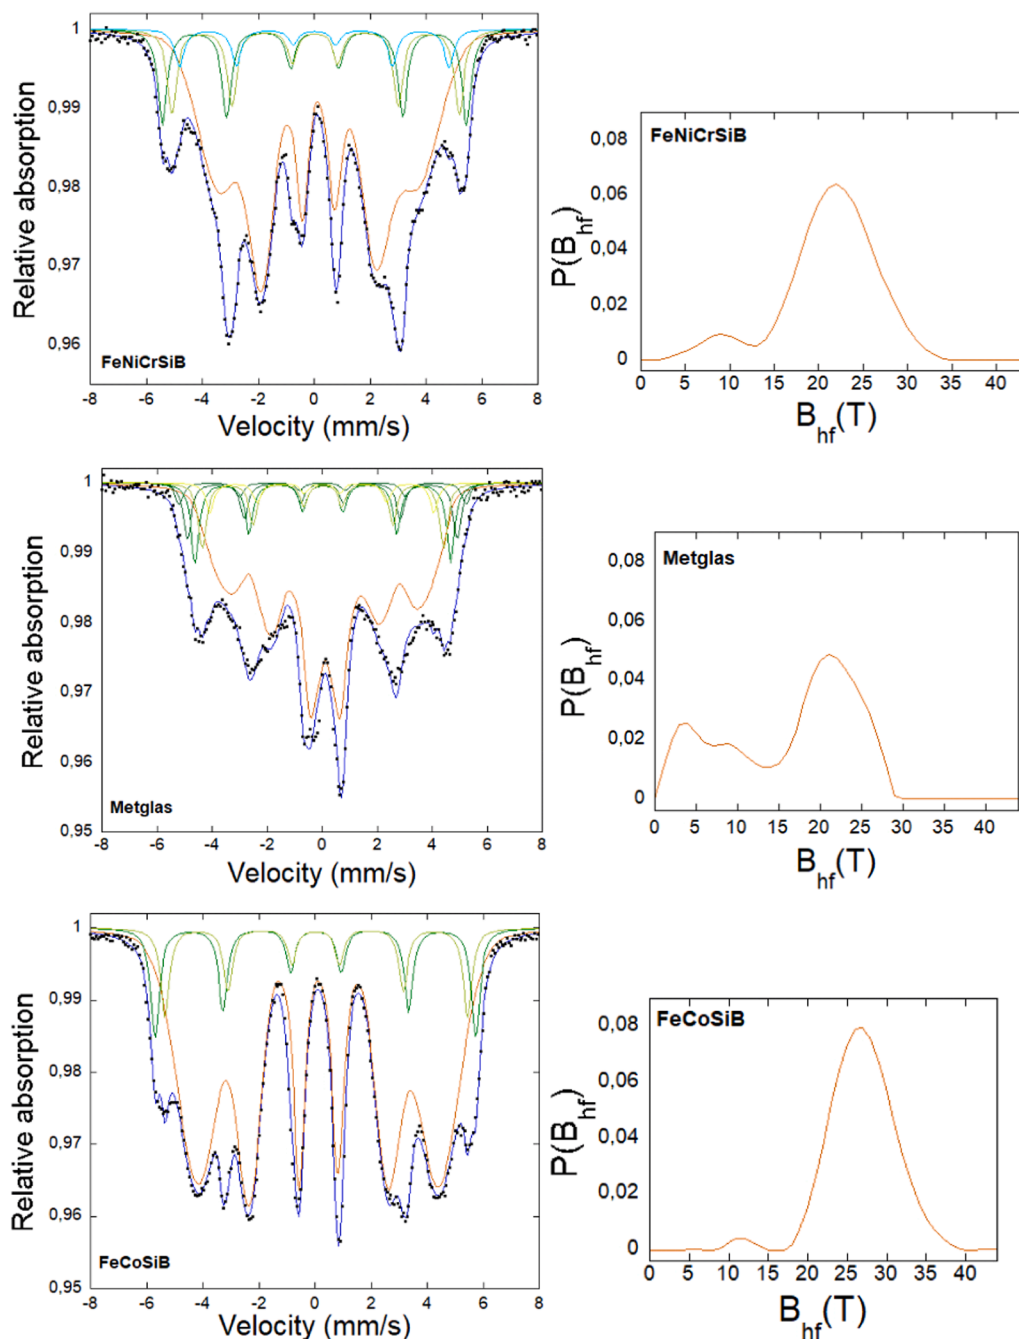 1
0,99
0,98
0,97
0,96
Relative absorption
FeNiCrSiB
-8 -6 -4 -2 0 2 4 6 8
Velocity (mm/s)
FeNiCrSiB
0,08
0,06
0,04
0,02
0
P(B_hf)
0 5 10 15 20 25 30 35 40
B_hf(T)
1
0,99
0,98
0,97
0,96
0,95
Relative absorption
Metglas
-8 -6 -4 -2 0 2 4 6 8
Velocity (mm/s)
Metglas
0,08
0,06
0,04
0,02
0
P(B_hf)
0 5 10 15 20 25 30 35 40
B_hf(T)
1
0,99
0,98
0,97
0,96
0,95
Relative absorption
FeCoSiB
-8 -6 -4 -2 0 2 4 6 8
Velocity (mm/s)
FeCoSiB
0,08
0,06
0,04
0,02
0
P(B_hf)
0 5 10 15 20 25 30 35 40
B_hf(T)